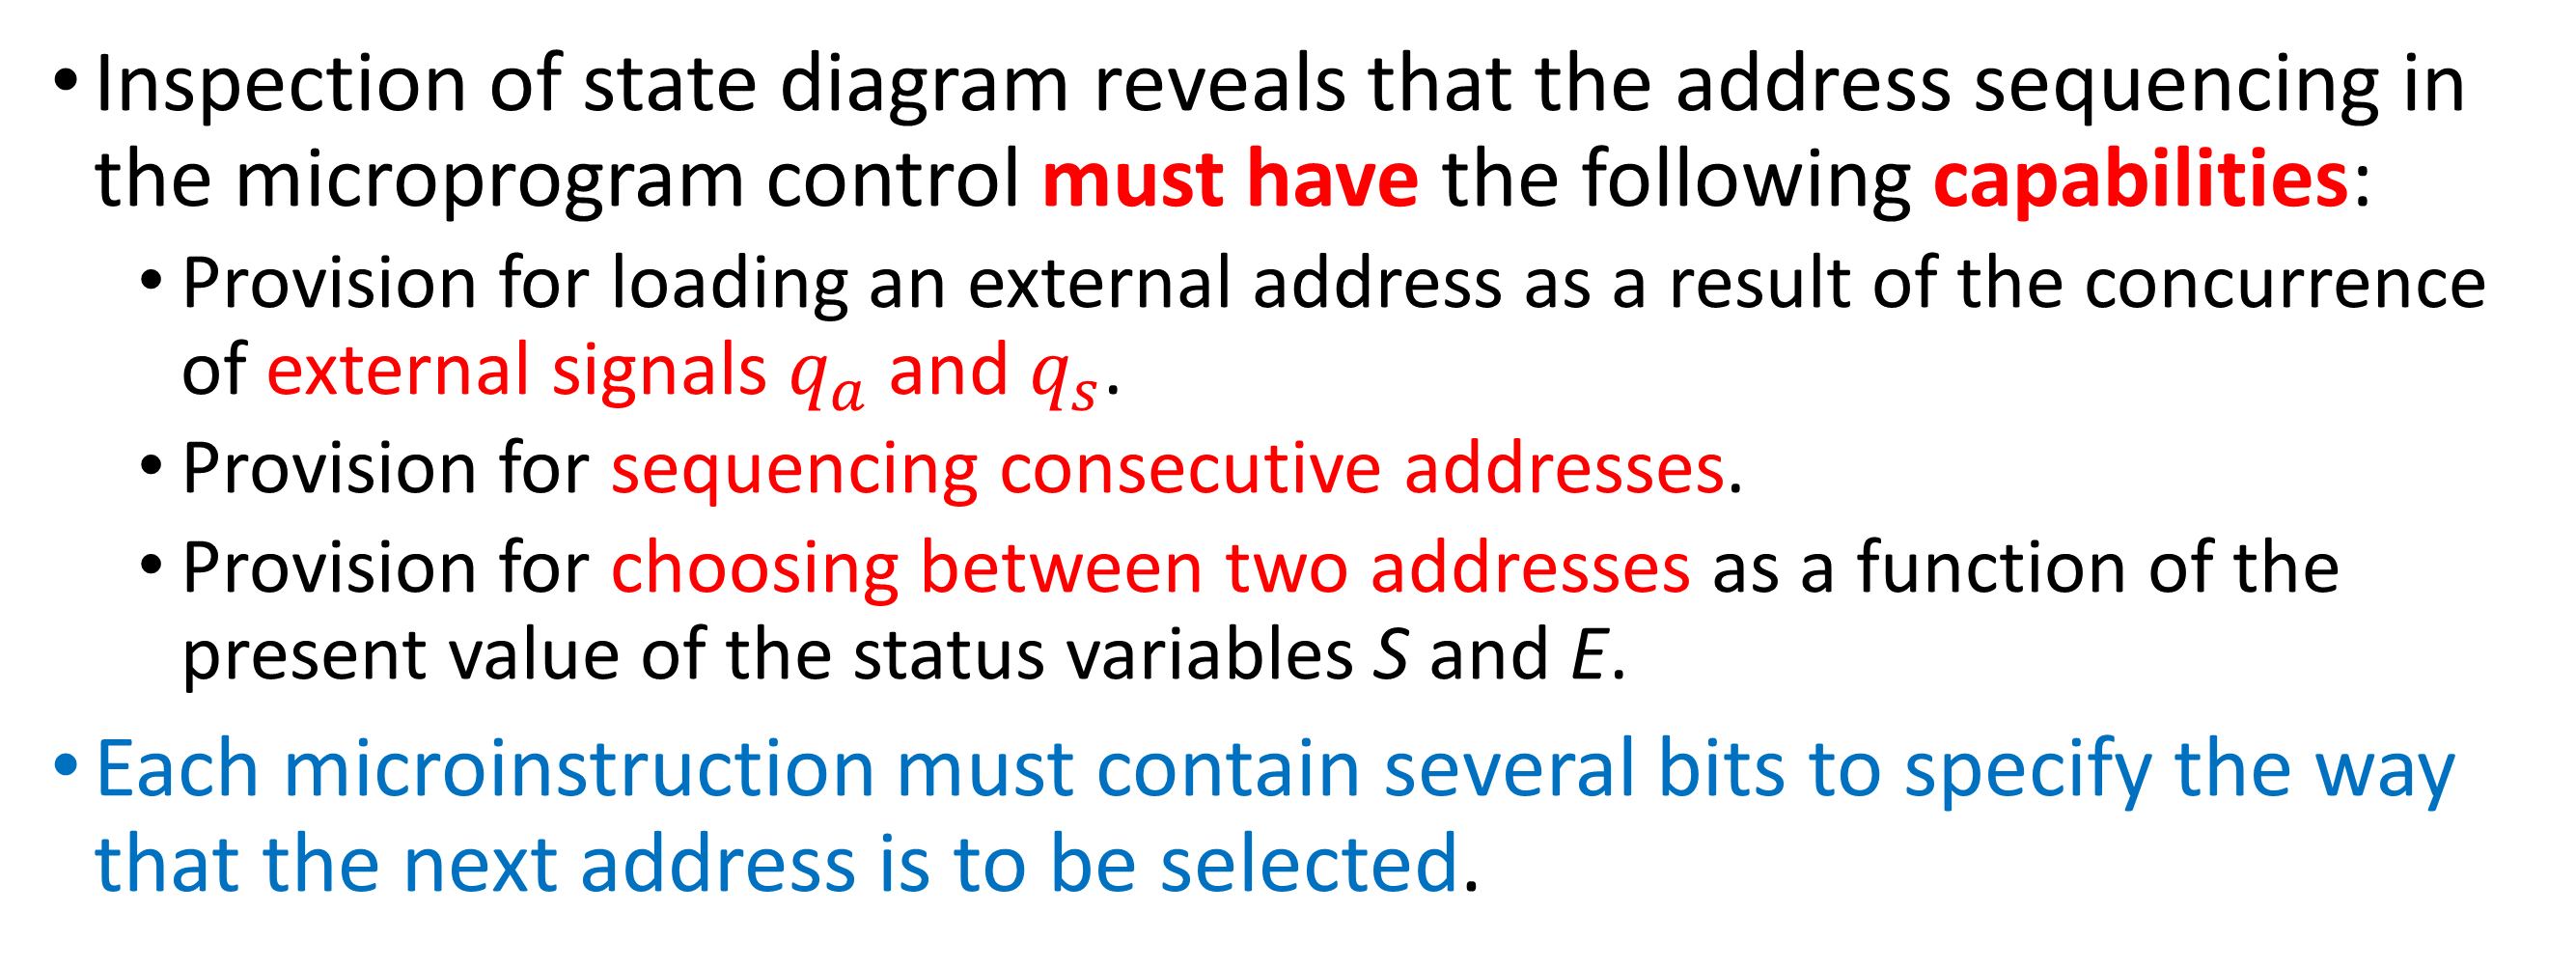 • Inspection of state diagram reveals that the address sequencing in
the microprogram control must have the following capabilities:
• Provision for loading an external address as a result of the concurrence
of external signals qₐ and qₛ.
• Provision for sequencing consecutive addresses.
• Provision for choosing between two addresses as a function of the
present value of the status variables S and E.
• Each microinstruction must contain several bits to specify the way
that the next address is to be selected.